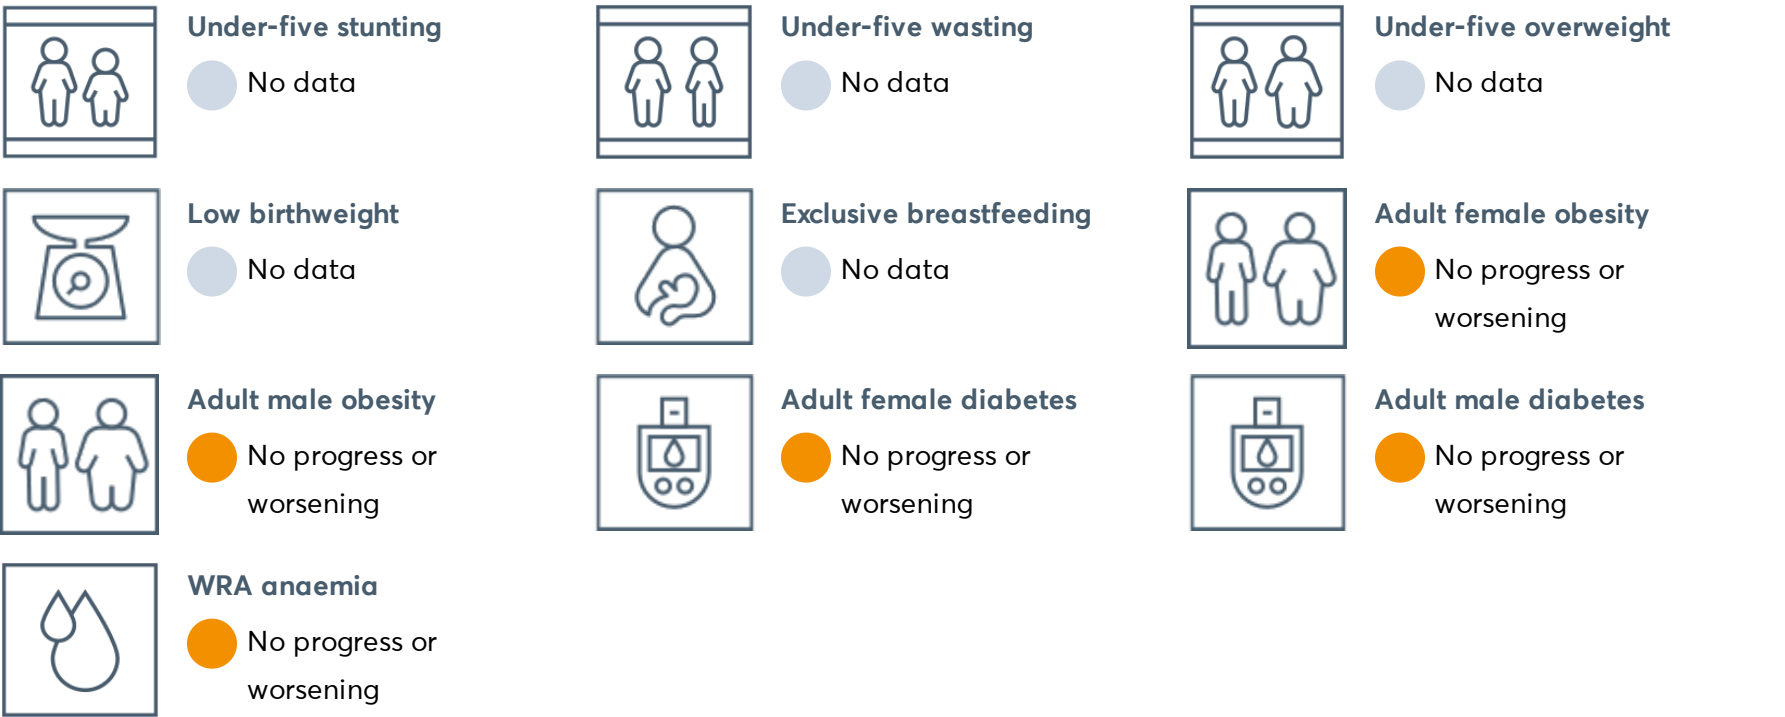 Under-five stunting
No data
Under-five wasting
No data
Under-five overweight
No data
Low birthweight
No data
Exclusive breastfeeding
No data
Adult female obesity
No progress or
worsening
Adult male obesity
No progress or
worsening
Adult female diabetes
No progress or
worsening
Adult male diabetes
No progress or
worsening
WRA anaemia
No progress or
worsening